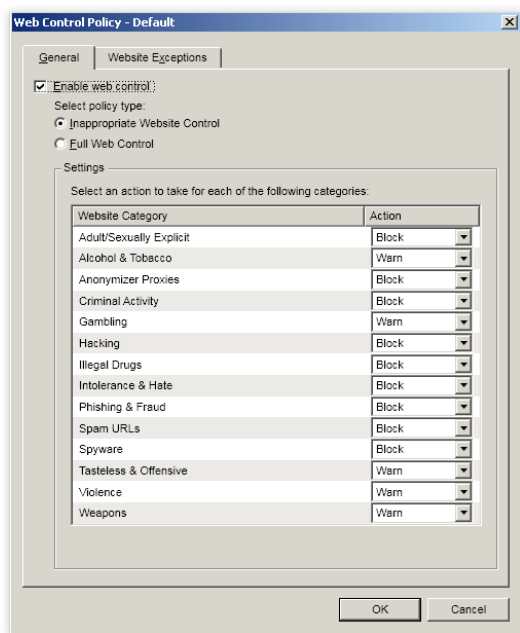 Web Control Policy - Default
General Website Exceptions
Enable web control
Select policy type:
Inappropriate Website Control
Full Web Control
Settings
Select an action to take for each of the following categories:
Website Category Action
Adult/Sexually Explicit Block
Alcohol & Tobacco Warn
Anonymizer Proxies Block
Criminal Activity Block
Gambling Warn
Hacking Block
Illegal Drugs Block
Intolerance & Hate Block
Phishing & Fraud Block
Spam URLs Block
Spyware Block
Tasteless & Offensive Warn
Violence Warn
Weapons Warn
OK Cancel